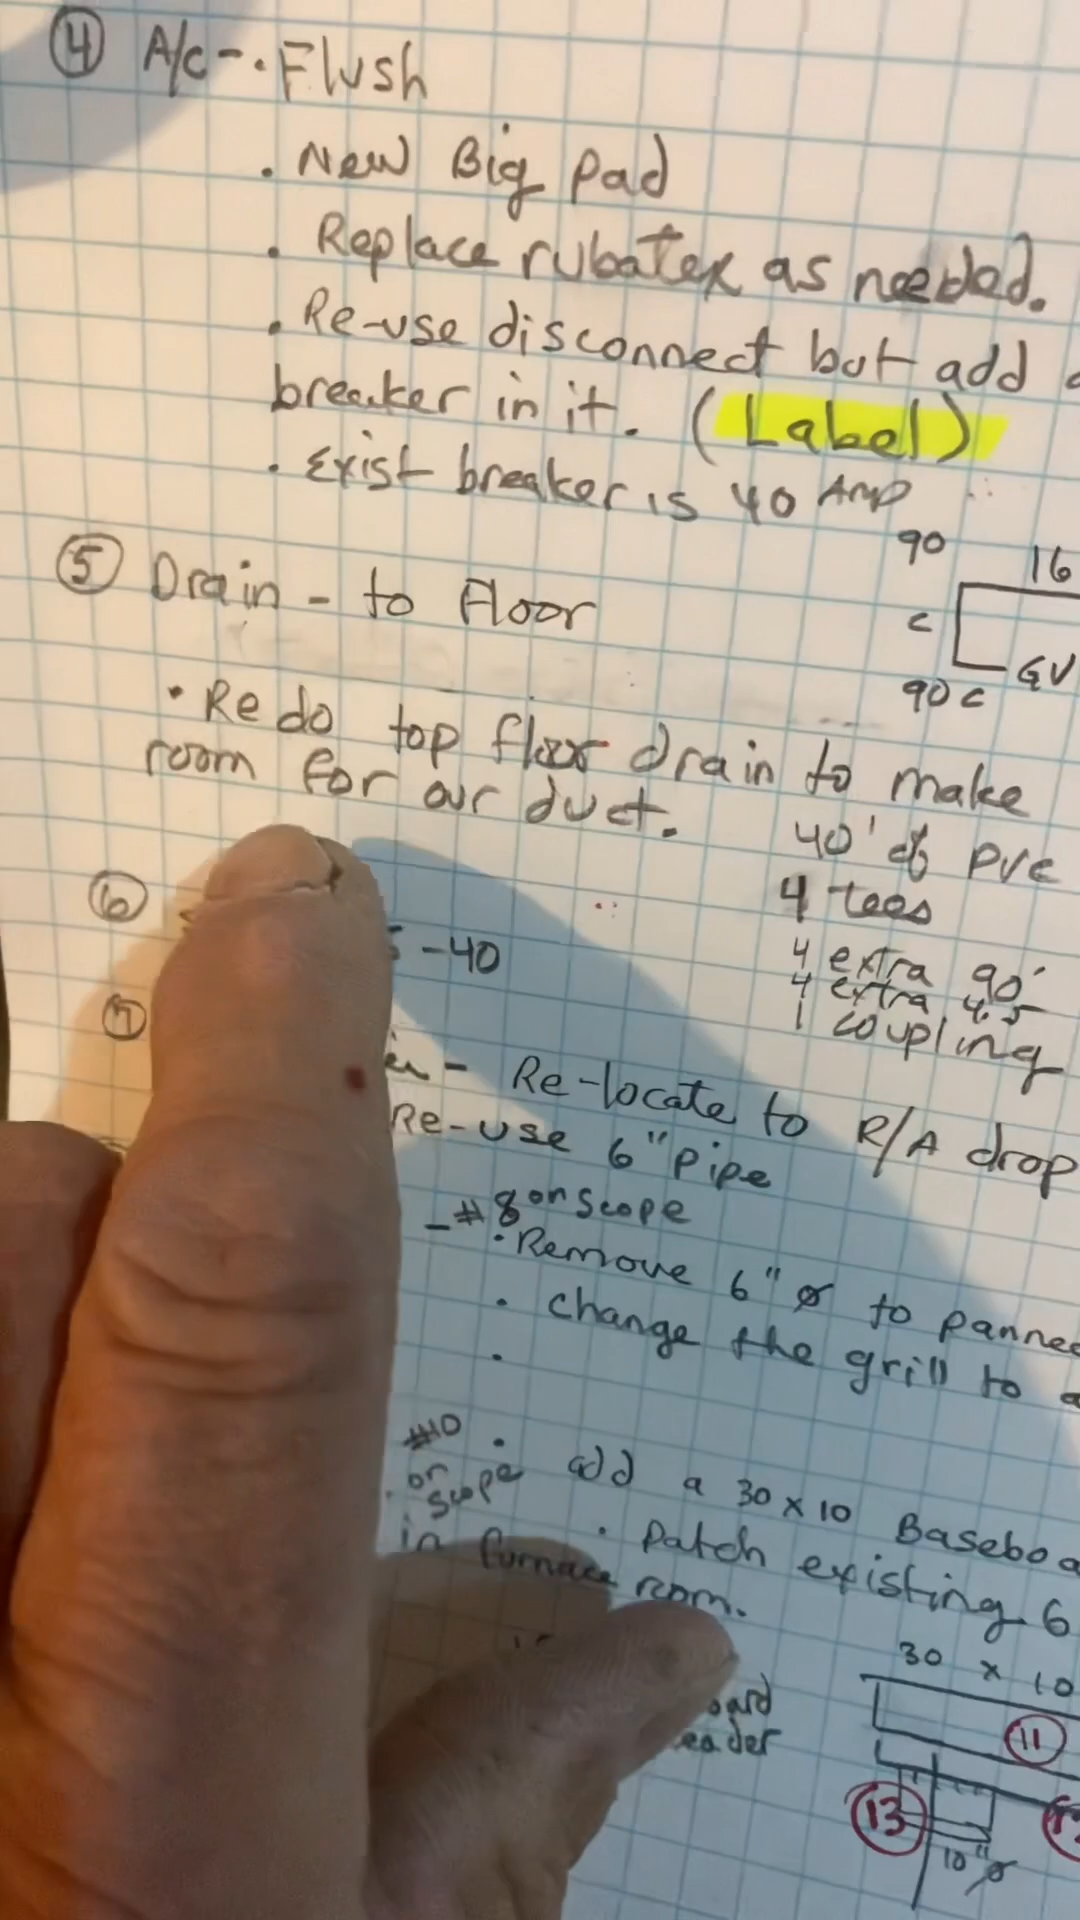 ④ A/C - · Flush
· New Big Pad
· Replace rubatex as needed.
· Re-use disconnect but add
breaker in it. (Label)
· Exist breaker is 40 AMP
90
16
c
90 c
⑤ Drain - to Floor
· Redo top floor drain to make
room for our duct.
40' of PVC
4 tees
4 extra 90°
4 extra 45
1 coupling
⑥
-40
⑦
- Re-locate to R/A drop
Re-use 6" pipe
- #8 on scope
· Remove 6" ø to panned
· change the grill to a
·
#10 on scope
· add a 30 x 10
· Patch existing 6
in furnace room.
30 x 10
11
13
10" ø